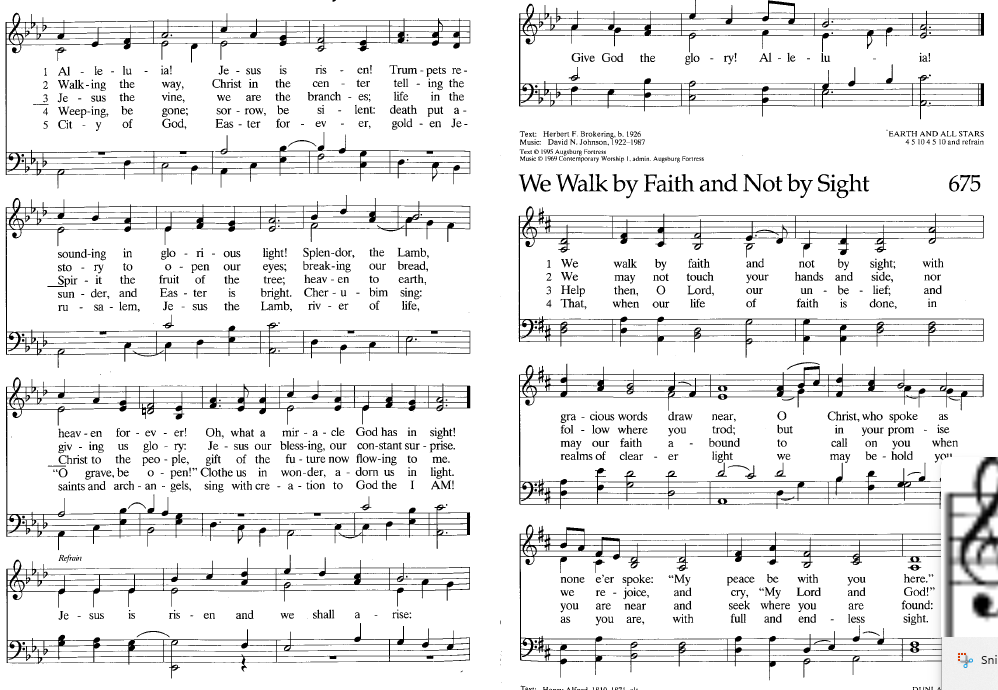 1 Al - le - lu - ia! Je - sus is ris - en! Trum - pets re -
2 Walk - ing the way, Christ in the cen - ter tell - ing the
3 Je - sus the vine, we are the branch - es; life in the
4 Weep - ing, be gone; sor - row, be si - lent: death put a -
5 Cit - y of God, Eas - ter for - ev - er, gold - en Je -
sound - ing in glo - ri - ous light! Splen - dor, the Lamb,
sto - ry to o - pen our eyes; break - ing our bread,
Spir - it the fruit of the tree; heav - en to earth,
sun - der, and Eas - ter is bright. Cher - u - bim sing:
ru - sa - lem, Je - sus the Lamb, riv - er of life,
heav - en for - ev - er! Oh, what a mir - a - cle God has in sight!
giv - ing us glo - ry: Je - sus our bless - ing, our con - stant sur - prise.
Christ to the peo - ple, gift of the fu - ture now flow - ing to me.
“O grave, be o - pen!” Clothe us in won - der, a - dorn us in light.
saints and arch - an - gels, sing with cre - a - tion to God the I AM!
Refrain
Je - sus is ris - en and we shall a - rise:
Give God the glo - ry! Al - le - lu - ia!
Text: Herbert F. Brokering, b. 1926
Music: David N. Johnson, 1922–1987
Text © 1995 Augsburg Fortress
Music © 1969 Contemporary Worship 1, admin. Augsburg Fortress
EARTH AND ALL STARS
4 5 10 4 5 10 and refrain
We Walk by Faith and Not by Sight 675
1 We walk by faith and not by sight; with
2 We may not touch your hands and side, nor
3 Help then, O Lord, our un - be - lief; and
4 That, when our life of faith is done, in
gra - cious words draw near, O Christ, who spoke as
fol - low where you trod; but in your prom - ise
may our faith a - bound to call on you when
realms of clear - er light we may be - hold you
none e'er spoke: “My peace be with you here.”
we re - joice, and cry, “My Lord and God!”
you are near and seek where you are found:
as you are, with full and end - less sight.
Sni